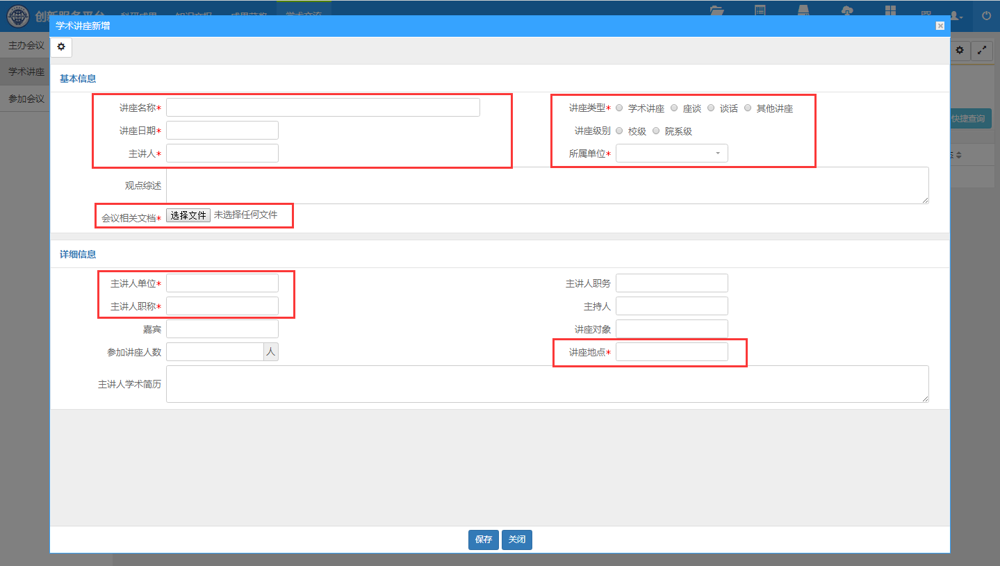 创新服务平台 科研成果 知识文据 成果获奖 学术交流
学术讲座新增
主办会议
学术讲座
参加会议
快捷查询
基本信息
讲座名称*
讲座类型* 学术讲座 座谈 谈话 其他讲座
讲座日期*
讲座级别 校级 院系级
主讲人*
所属单位*
观点综述
会议相关文档* 选择文件 未选择任何文件
详细信息
主讲人单位*
主讲人职务
主讲人职称*
主持人
嘉宾
讲座对象
参加讲座人数 人
讲座地点*
主讲人学术简历
保存 关闭